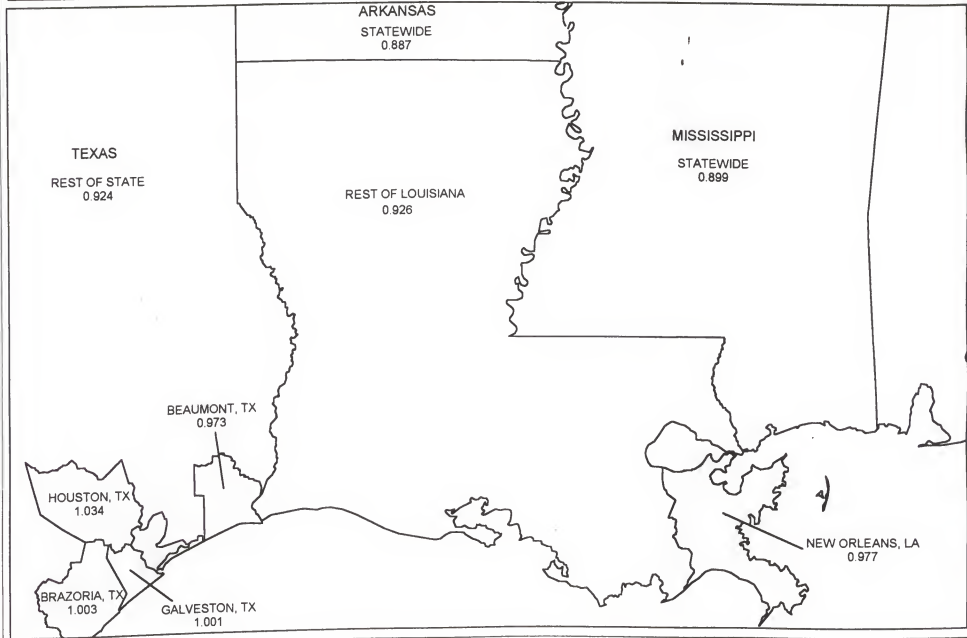 ARKANSAS
STATEWIDE
0.887
TEXAS
REST OF STATE
0.924
REST OF LOUISIANA
0.926
MISSISSIPPI
STATEWIDE
0.899
BEAUMONT, TX
0.973
HOUSTON, TX
1.034
BRAZORIA, TX
1.003
GALVESTON, TX
1.001
NEW ORLEANS, LA
0.977